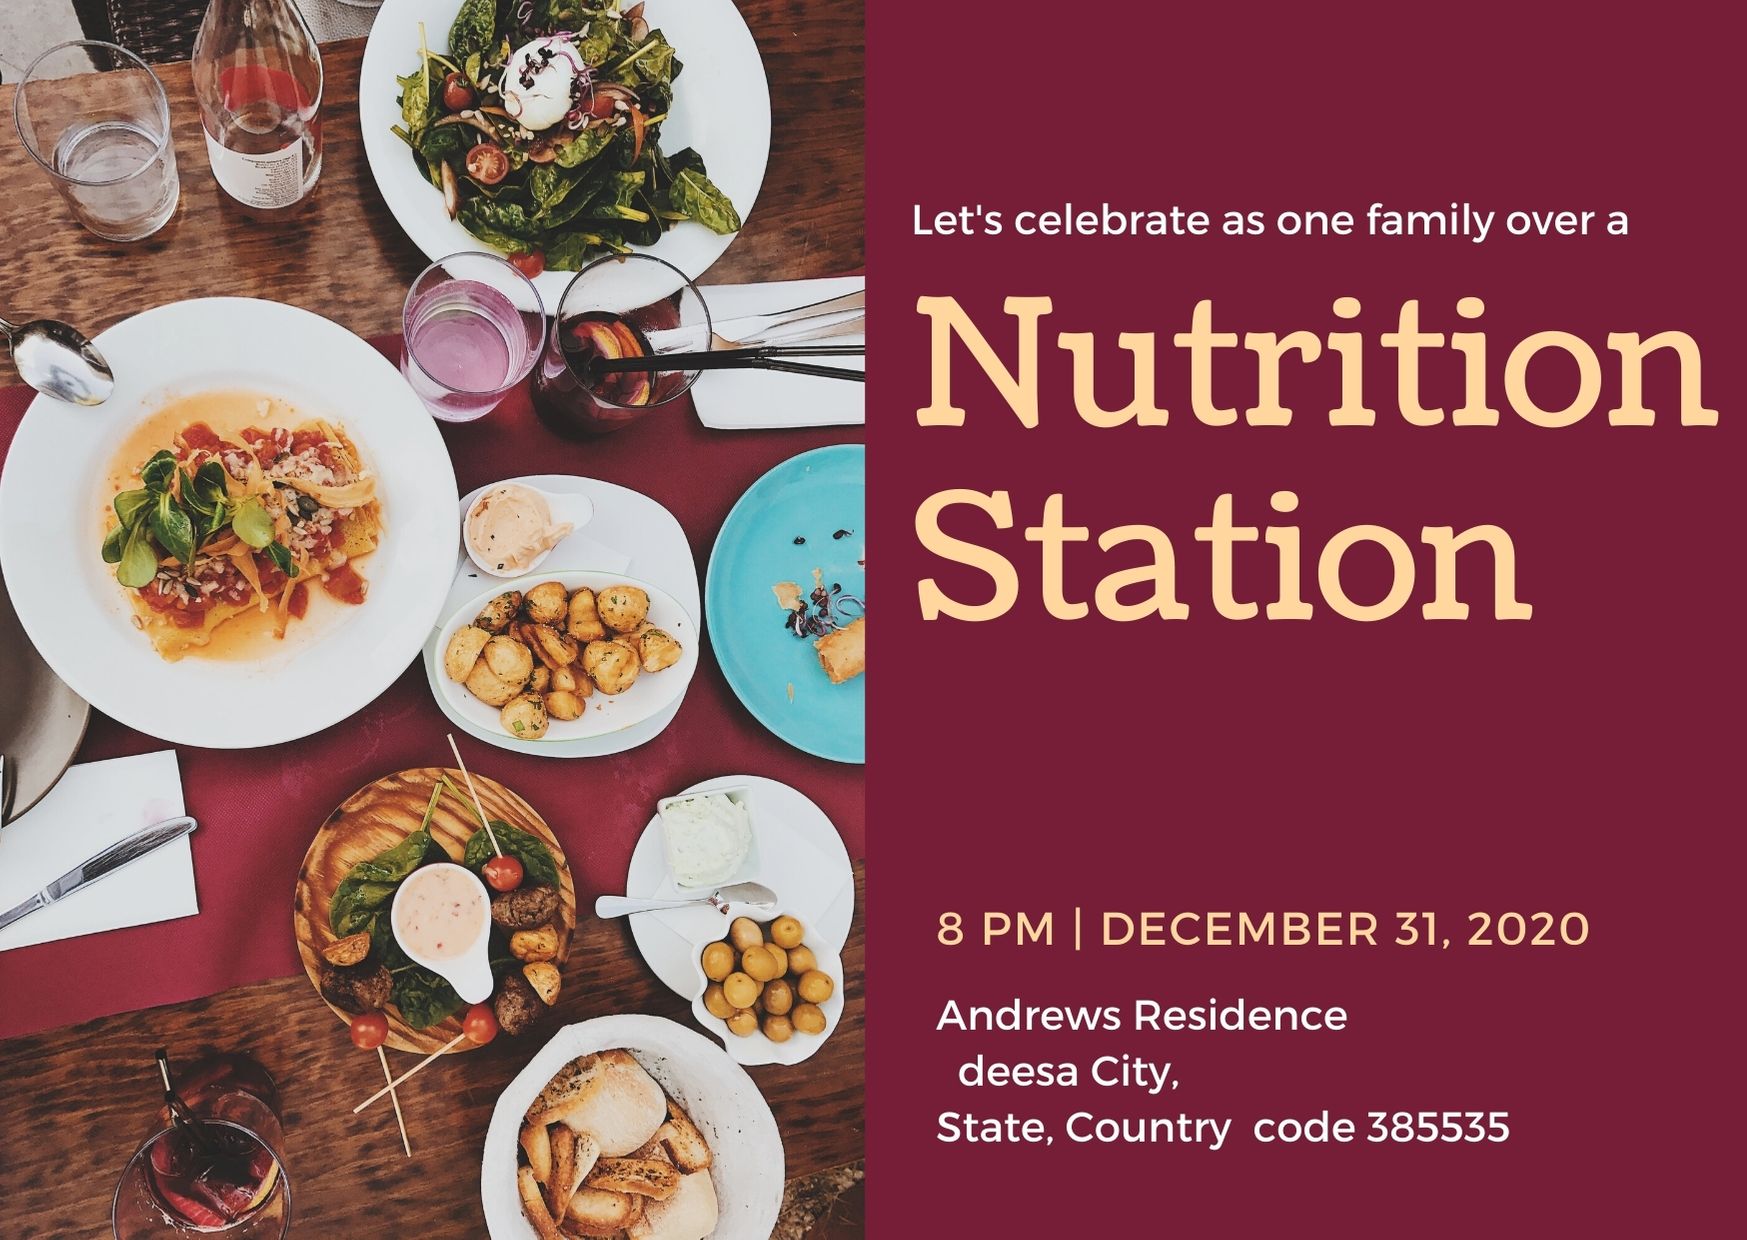 Let's celebrate as one family over a
Nutrition
Station
8 PM | DECEMBER 31, 2020
Andrews Residence
deesa City,
State, Country code 385535